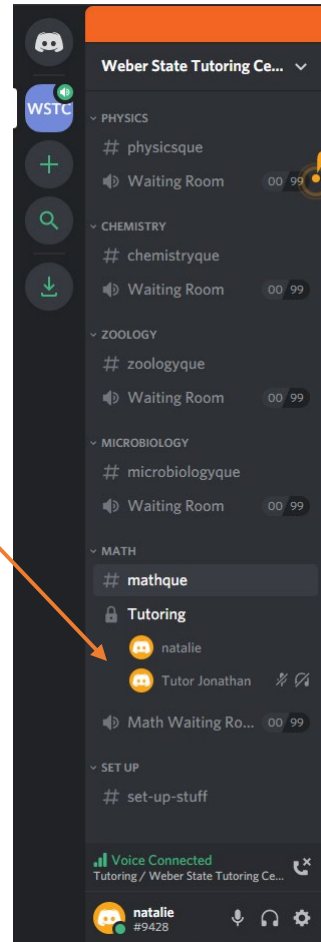 Weber State Tutoring Ce...
WSTC
PHYSICS
# physicsque
Waiting Room 00 99
CHEMISTRY
# chemistryque
Waiting Room 00 99
ZOOLOGY
# zoologyque
Waiting Room 00 99
MICROBIOLOGY
# microbiologyque
Waiting Room 00 99
MATH
# mathque
Tutoring
natalie
Tutor Jonathan
Math Waiting Ro... 00 99
SET UP
# set-up-stuff
Voice Connected
Tutoring / Weber State Tutoring Ce...
natalie
#9428